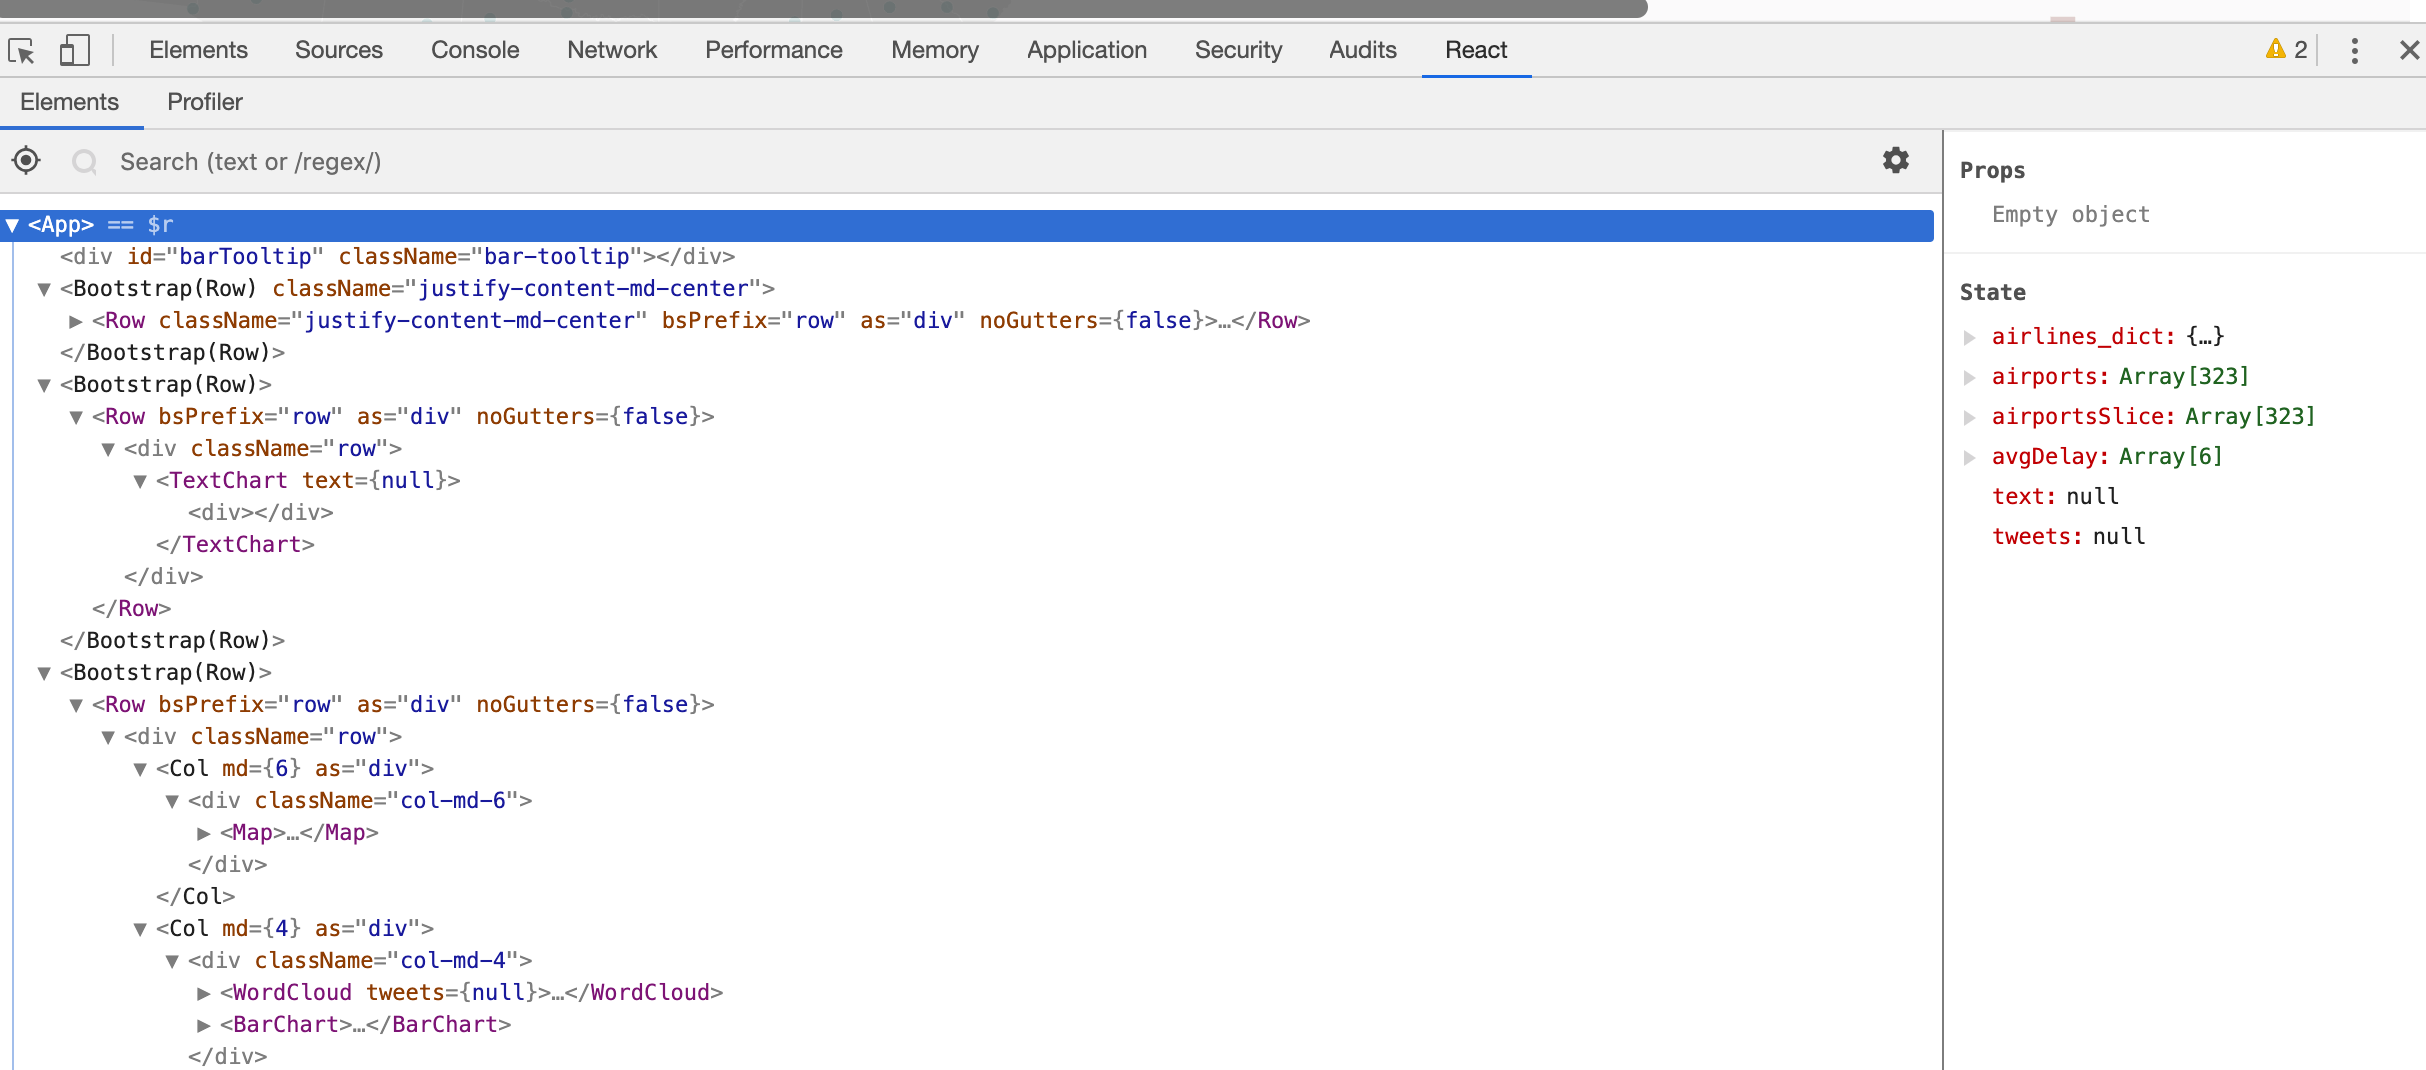 Elements Sources Console Network Performance Memory Application Security Audits React 2
Elements Profiler
Search (text or /regex/)
<App> == $r
<div id="barTooltip" className="bar-tooltip"></div>
<Bootstrap(Row) className="justify-content-md-center">
<Row className="justify-content-md-center" bsPrefix="row" as="div" noGutters={false}>…</Row>
</Bootstrap(Row)>
<Bootstrap(Row)>
<Row bsPrefix="row" as="div" noGutters={false}>
<div className="row">
<TextChart text={null}>
<div></div>
</TextChart>
</div>
</Row>
</Bootstrap(Row)>
<Bootstrap(Row)>
<Row bsPrefix="row" as="div" noGutters={false}>
<div className="row">
<Col md={6} as="div">
<div className="col-md-6">
<Map>…</Map>
</div>
</Col>
<Col md={4} as="div">
<div className="col-md-4">
<WordCloud tweets={null}>…</WordCloud>
<BarChart>…</BarChart>
</div>
Props
Empty object
State
airlines_dict: {…}
airports: Array[323]
airportsSlice: Array[323]
avgDelay: Array[6]
text: null
tweets: null